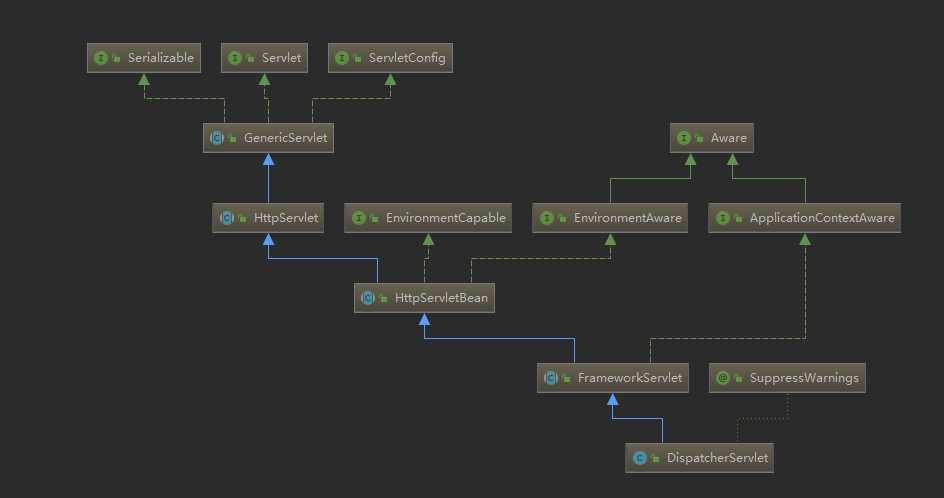 Serializable
Servlet
ServletConfig
GenericServlet
Aware
HttpServlet
EnvironmentCapable
EnvironmentAware
ApplicationContextAware
HttpServletBean
FrameworkServlet
SuppressWarnings
DispatcherServlet